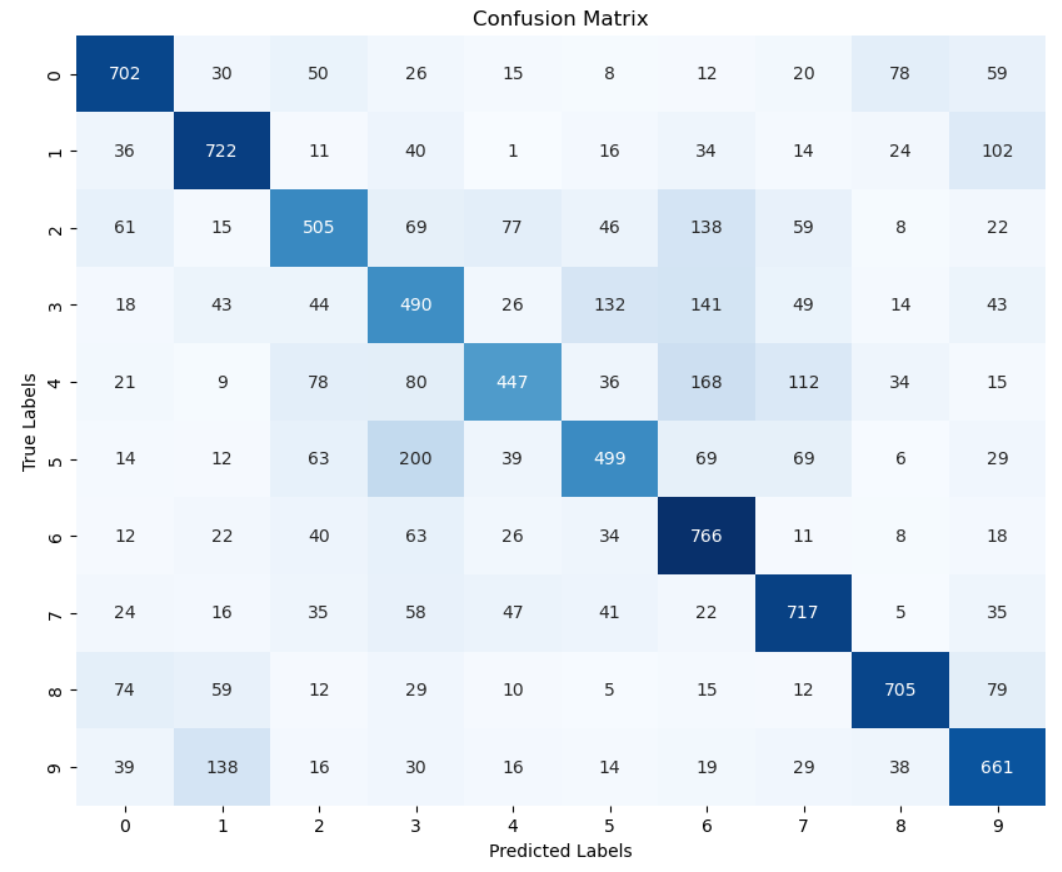 Confusion Matrix
0 702 30 50 26 15 8 12 20 78 59
1 36 722 11 40 1 16 34 14 24 102
2 61 15 505 69 77 46 138 59 8 22
3 18 43 44 490 26 132 141 49 14 43
4 21 9 78 80 447 36 168 112 34 15
5 14 12 63 200 39 499 69 69 6 29
6 12 22 40 63 26 34 766 11 8 18
7 24 16 35 58 47 41 22 717 5 35
8 74 59 12 29 10 5 15 12 705 79
9 39 138 16 30 16 14 19 29 38 661
True Labels
0 1 2 3 4 5 6 7 8 9
Predicted Labels